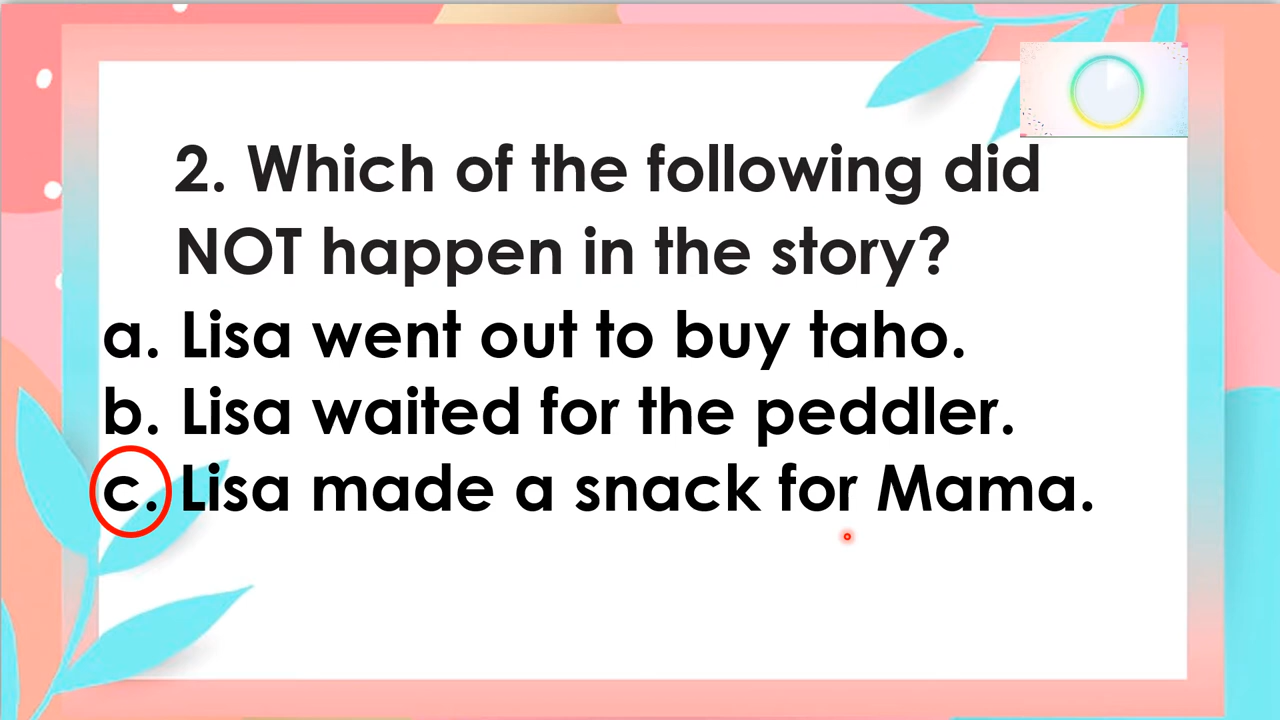 2. Which of the following did
NOT happen in the story?
a. Lisa went out to buy taho.
b. Lisa waited for the peddler.
c. Lisa made a snack for Mama.